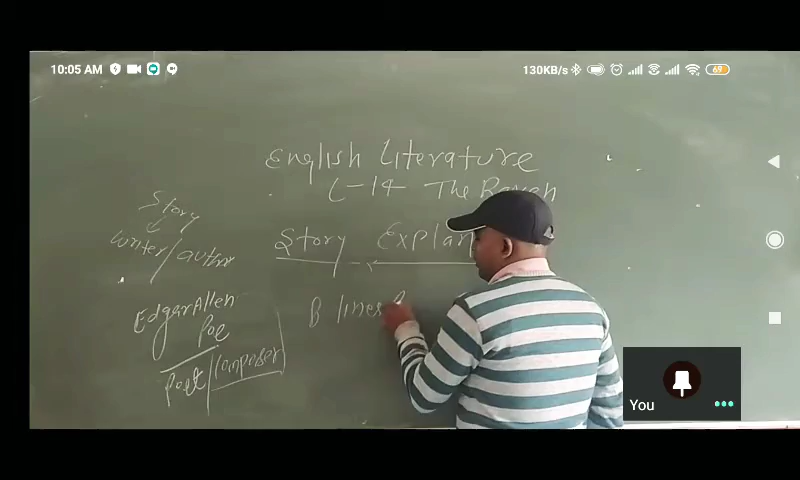 10:05 AM
130KB/s
69
English Literature
L-14 The Raven
Story
writer/author
Story Explan
Edgar Allen
Poe
Poet/composer
8 lines
You